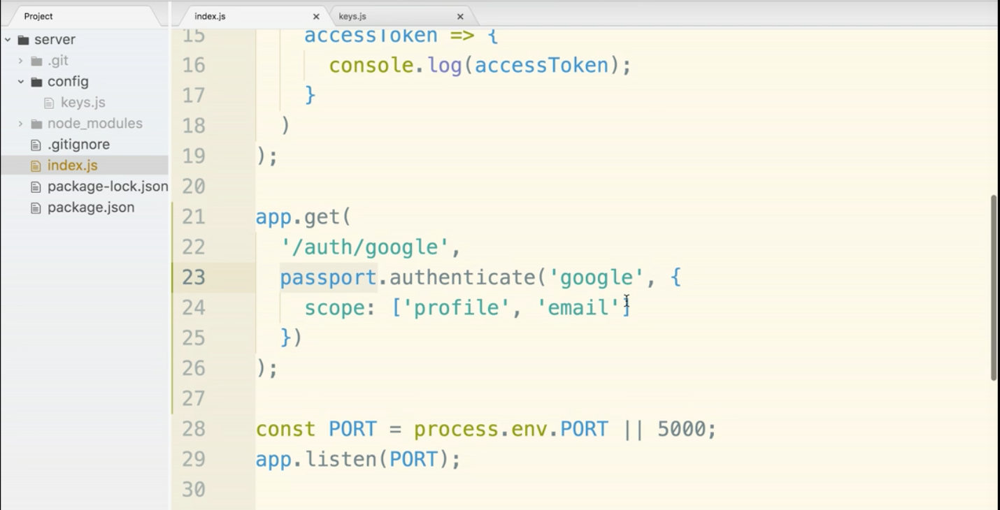 Project
server
.git
config
keys.js
node_modules
.gitignore
index.js
package-lock.json
package.json
index.js ×
keys.js ×
15 accessToken => {
16 console.log(accessToken);
17 }
18 )
19 );
20
21 app.get(
22 '/auth/google',
23 passport.authenticate('google', {
24 scope: ['profile', 'email']
25 })
26 );
27
28 const PORT = process.env.PORT || 5000;
29 app.listen(PORT);
30